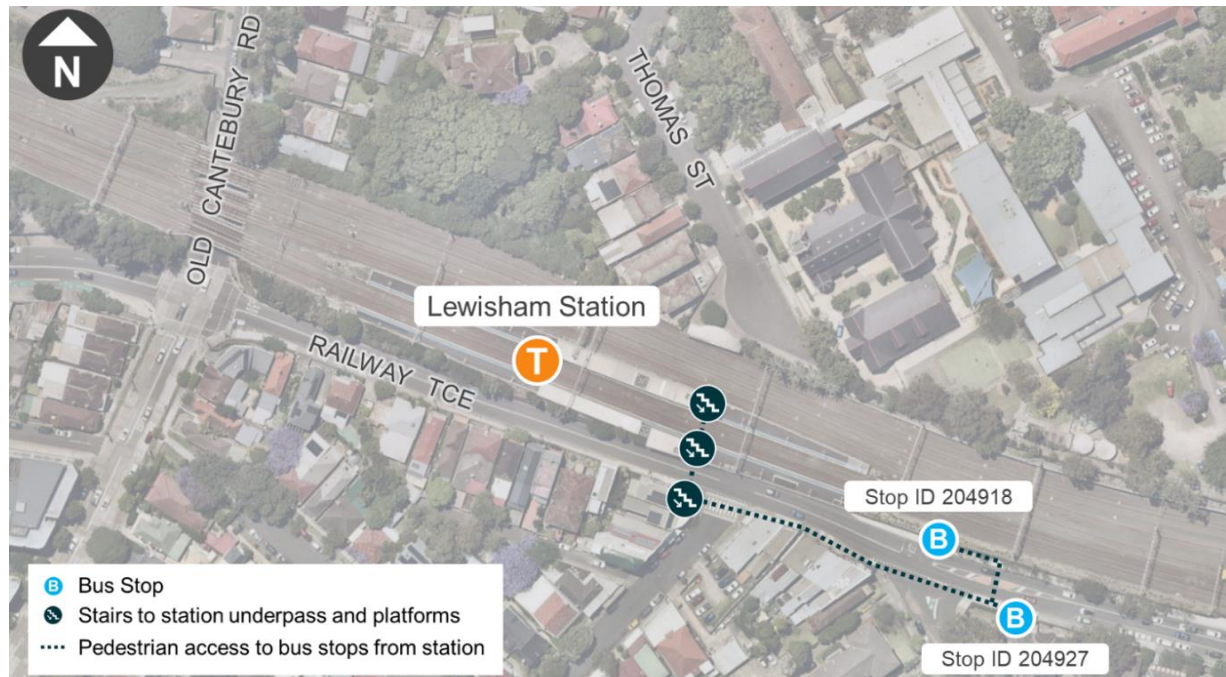 N
OLD CANTEBURY RD
THOMAS ST
Lewisham Station
T
RAILWAY TCE
Stop ID 204918
B
B
Stop ID 204927
B Bus Stop
Stairs to station underpass and platforms
Pedestrian access to bus stops from station